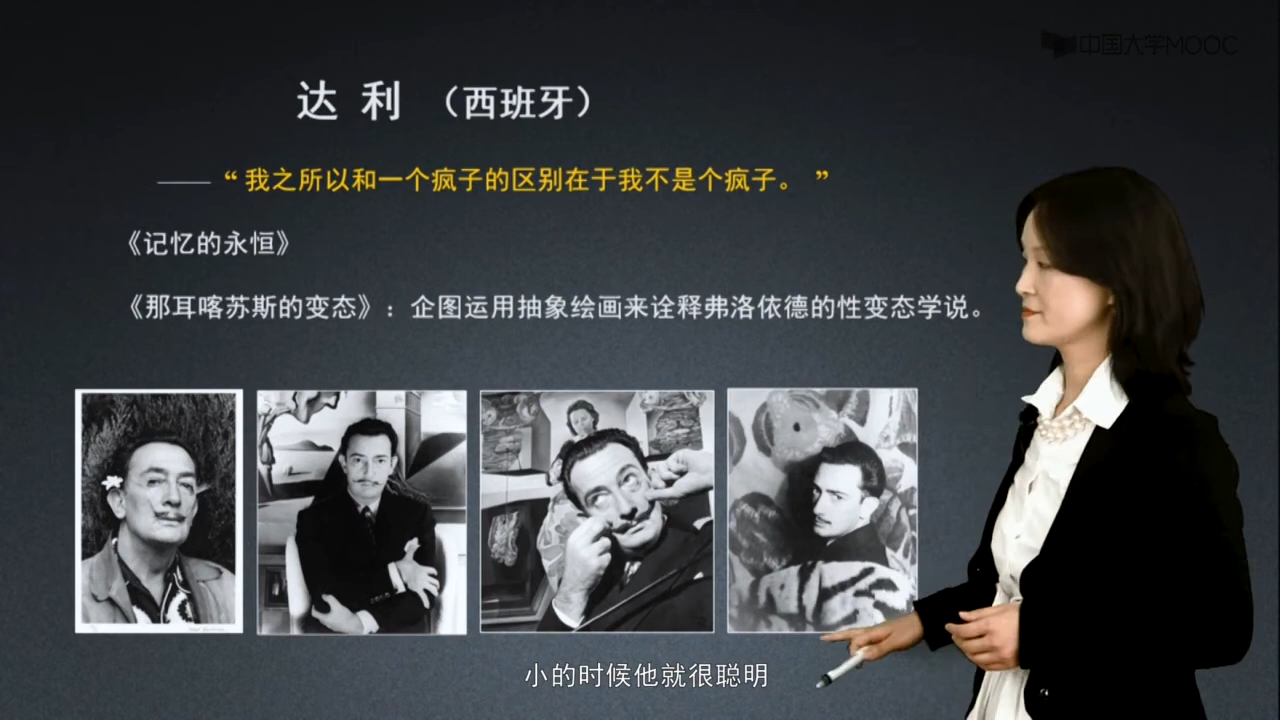 中国大学MOOC
达 利 （西班牙）
——“我之所以和一个疯子的区别在于我不是个疯子。”
《记忆的永恒》
《那耳喀苏斯的变态》：企图运用抽象绘画来诠释弗洛依德的性变态学说。
小的时候他就很聪明